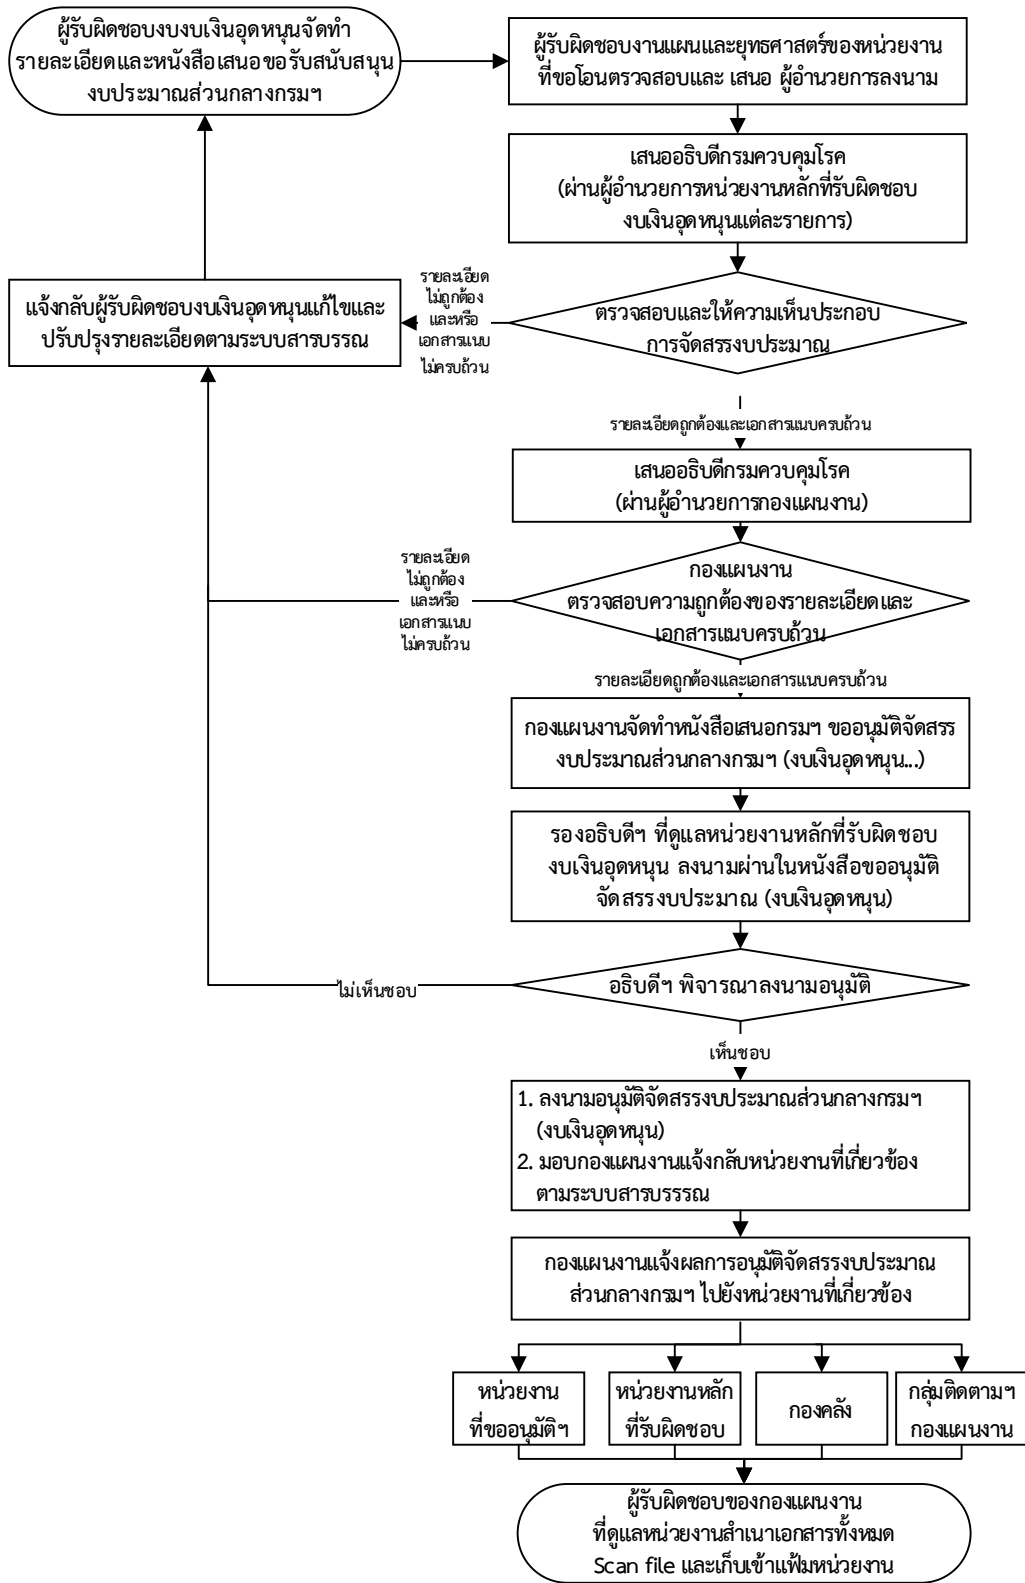 ผู้รับผิดชอบงบงบเงินอุดหนุนจัดทำ
รายละเอียดและหนังสือเสนอขอรับสนับสนุน
งบประมาณส่วนกลางกรมฯ
ผู้รับผิดชอบงานแผนและยุทธศาสตร์ของหน่วยงาน
ที่ขอโอนตรวจสอบและ เสนอ ผู้อำนวยการลงนาม
เสนออธิบดีกรมควบคุมโรค
(ผ่านผู้อำนวยการหน่วยงานหลักที่รับผิดชอบ
งบเงินอุดหนุนแต่ละรายการ)
แจ้งกลับผู้รับผิดชอบงบเงินอุดหนุนแก้ไขและ
ปรับปรุงรายละเอียดตามระบบสารบรรณ
รายละเอียด
ไม่ถูกต้อง
และหรือ
เอกสารแนบ
ไม่ครบถ้วน
ตรวจสอบและให้ความเห็นประกอบ
การจัดสรรงบประมาณ
รายละเอียดถูกต้องและเอกสารแนบครบถ้วน
เสนออธิบดีกรมควบคุมโรค
(ผ่านผู้อำนวยการกองแผนงาน)
รายละเอียด
ไม่ถูกต้อง
และหรือ
เอกสารแนบ
ไม่ครบถ้วน
กองแผนงาน
ตรวจสอบความถูกต้องของรายละเอียดและ
เอกสารแนบครบถ้วน
รายละเอียดถูกต้องและเอกสารแนบครบถ้วน
กองแผนงานจัดทำหนังสือเสนอกรมฯ ขออนุมัติจัดสรร
งบประมาณส่วนกลางกรมฯ (งบเงินอุดหนุน...)
รองอธิบดีฯ ที่ดูแลหน่วยงานหลักที่รับผิดชอบ
งบเงินอุดหนุน ลงนามผ่านในหนังสือขออนุมัติ
จัดสรรงบประมาณ (งบเงินอุดหนุน)
ไม่เห็นชอบ
อธิบดีฯ พิจารณาลงนามอนุมัติ
เห็นชอบ
1. ลงนามอนุมัติจัดสรรงบประมาณส่วนกลางกรมฯ
(งบเงินอุดหนุน)
2. มอบกองแผนงานแจ้งกลับหน่วยงานที่เกี่ยวข้อง
ตามระบบสารบรรรณ
กองแผนงานแจ้งผลการอนุมัติจัดสรรงบประมาณ
ส่วนกลางกรมฯ ไปยังหน่วยงานที่เกี่ยวข้อง
หน่วยงาน
ที่ขออนุมัติฯ
หน่วยงานหลัก
ที่รับผิดชอบ
กองคลัง
กลุ่มติดตามฯ
กองแผนงาน
ผู้รับผิดชอบของกองแผนงาน
ที่ดูแลหน่วยงานสำเนาเอกสารทั้งหมด
Scan file และเก็บเข้าแฟ้มหน่วยงาน